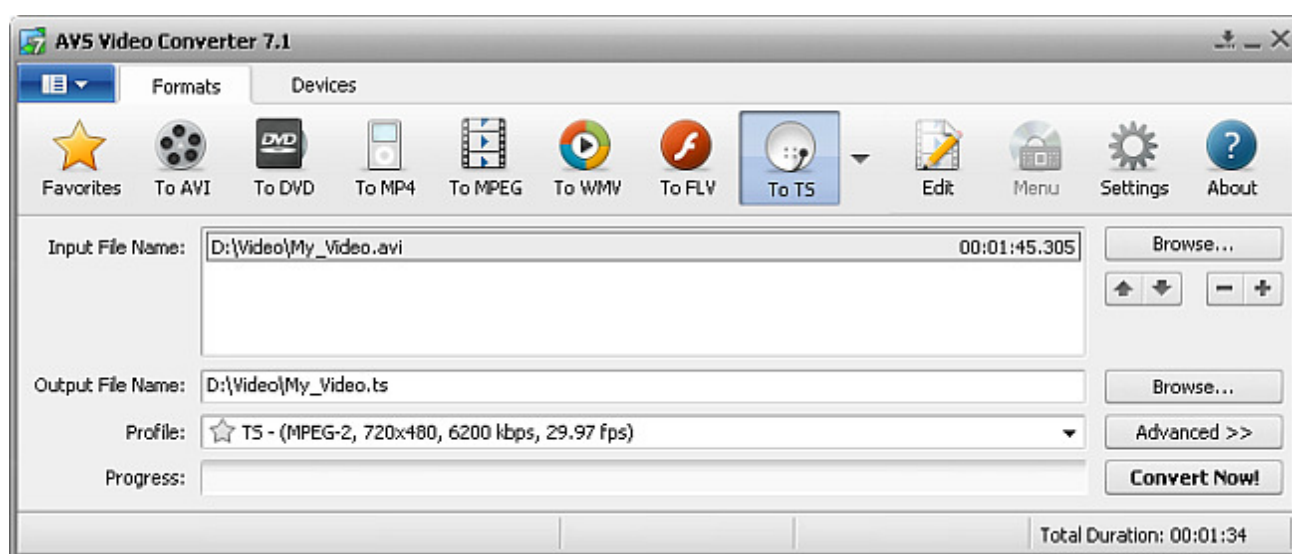 AVS Video Converter 7.1
Formats Devices
DVD
Favorites To AVI To DVD To MP4 To MPEG To WMV To FLV To TS Edit Menu Settings About
Input File Name: D:\Video\My_Video.avi 00:01:45.305 Browse...
Output File Name: D:\Video\My_Video.ts Browse...
Profile: TS - (MPEG-2, 720x480, 6200 kbps, 29.97 fps) Advanced >>
Progress: Convert Now!
Total Duration: 00:01:34